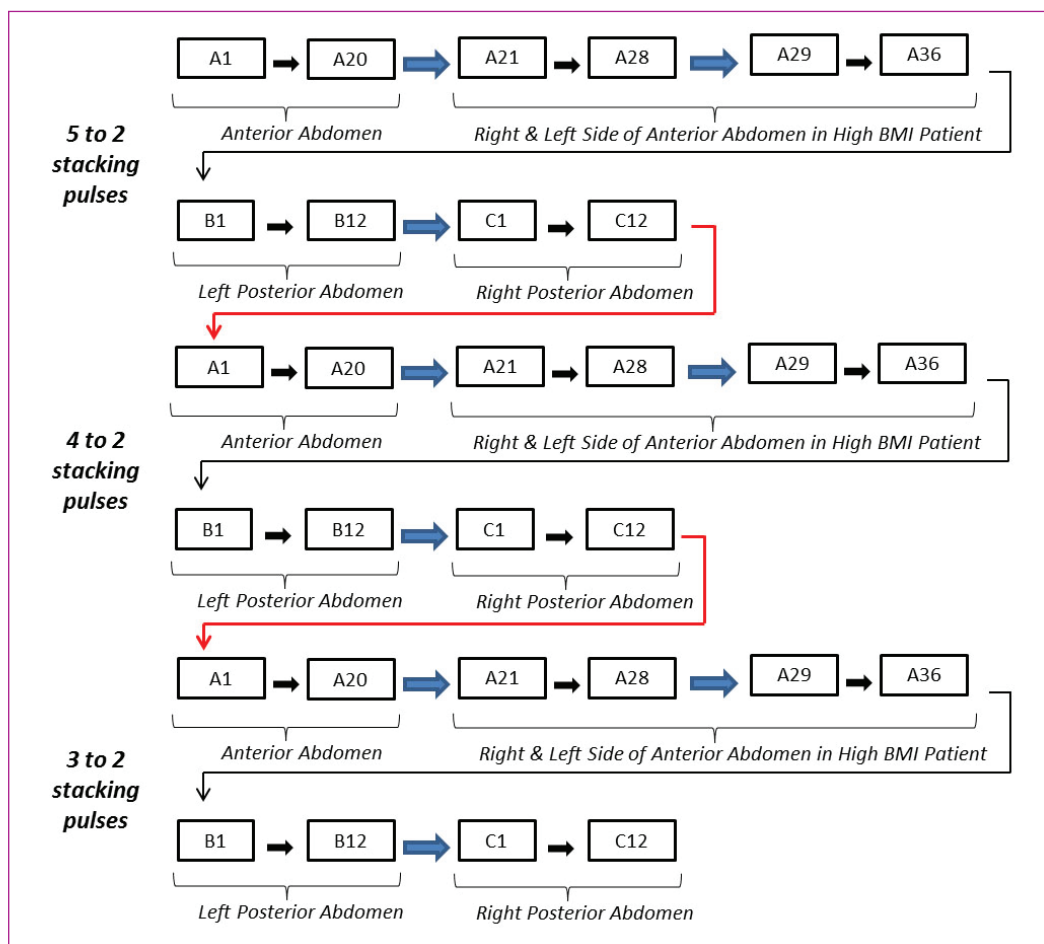 A1 A20 A21 A28 A29 A36
Anterior Abdomen Right & Left Side of Anterior Abdomen in High BMI Patient
5 to 2
stacking
pulses
B1 B12 C1 C12
Left Posterior Abdomen Right Posterior Abdomen
A1 A20 A21 A28 A29 A36
Anterior Abdomen Right & Left Side of Anterior Abdomen in High BMI Patient
4 to 2
stacking
pulses
B1 B12 C1 C12
Left Posterior Abdomen Right Posterior Abdomen
A1 A20 A21 A28 A29 A36
Anterior Abdomen Right & Left Side of Anterior Abdomen in High BMI Patient
3 to 2
stacking
pulses
B1 B12 C1 C12
Left Posterior Abdomen Right Posterior Abdomen